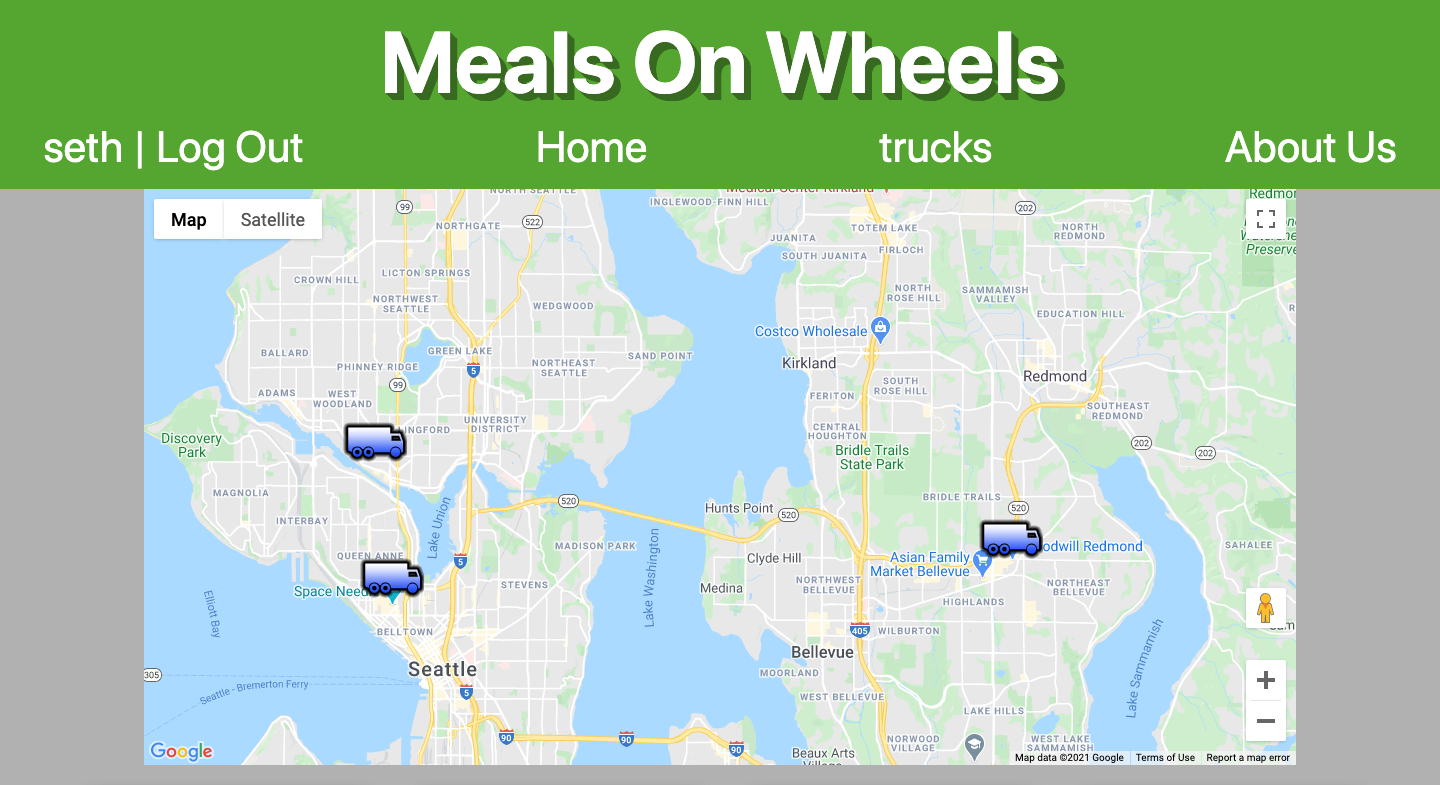 Meals On Wheels
seth | Log Out
Home
trucks
About Us
Map
Satellite
NORTH SEATTLE
Medical Center Kirkland
INGLEWOOD-FINN HILL
99
522
202
NORTHGATE
JUANITA
TOTEM LAKE
NORTH
REDMOND
SOUTH JUANITA
FIRLOCH
Preserve
CROWN HILL
LICTON SPRINGS
NORTHWEST
SEATTLE
WEDGWOOD
NORTH
ROSE HILL
SAMMAMISH
VALLEY
EDUCATION HILL
Costco Wholesale
BALLARD
GREEN LAKE
PHINNEY RIDGE
5
NORTHEAST
SEATTLE
SAND POINT
Kirkland
Redmond
99
ADAMS
WEST
WOODLAND
SOUTH
ROSE HILL
FERITON
SOUTHEAST
REDMOND
UNIVERSITY
DISTRICT
INGFORD
CENTRAL
HOUGHTON
Discovery
Park
Bridle Trails
State Park
202
202
MAGNOLIA
INTERBAY
Lake Union
520
Hunts Point
520
BRIDLE TRAILS
520
QUEEN ANNE
5
MADISON PARK
Lake Washington
Clyde Hill
Asian Family
Market Bellevue
odwill Redmond
SAHALEE
Space Need
STEVENS
Medina
NORTHWEST
BELLEVUE
NORTHEAST
BELLEVUE
HIGHLANDS
Elliott Bay
BELLTOWN
405
WILBURTON
Seattle
Bellevue
Lake Sammamish
305
Seattle - Bremerton Ferry
5
MOORLAND
WEST BELLEVUE
LAKE HILLS
90
90
90
Beaux Arts
Village
NORWOOD
VILLAGE
WEST LAKE
SAMMAMISH
Google
Map data ©2021 Google
Terms of Use
Report a map error